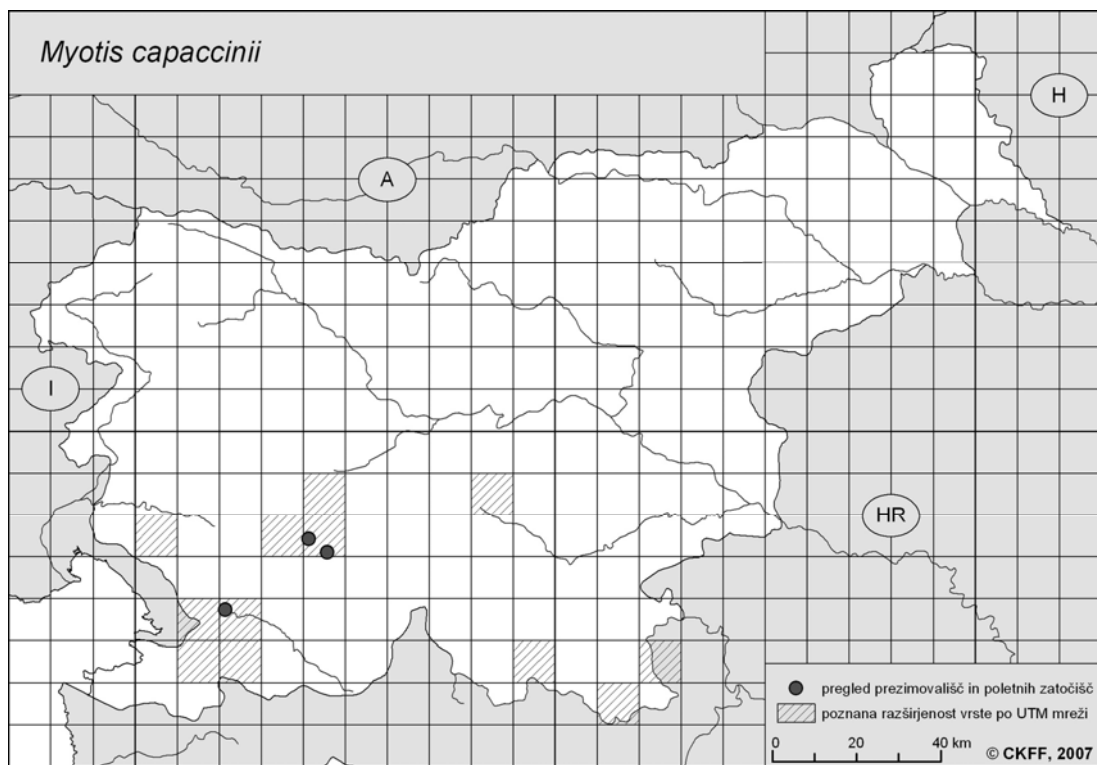 Myotis capaccinii
H
A
I
HR
pregled prezimovališč in poletnih zatočišč
poznana razširjenost vrste po UTM mreži
0 20 40 km
© CKFF, 2007